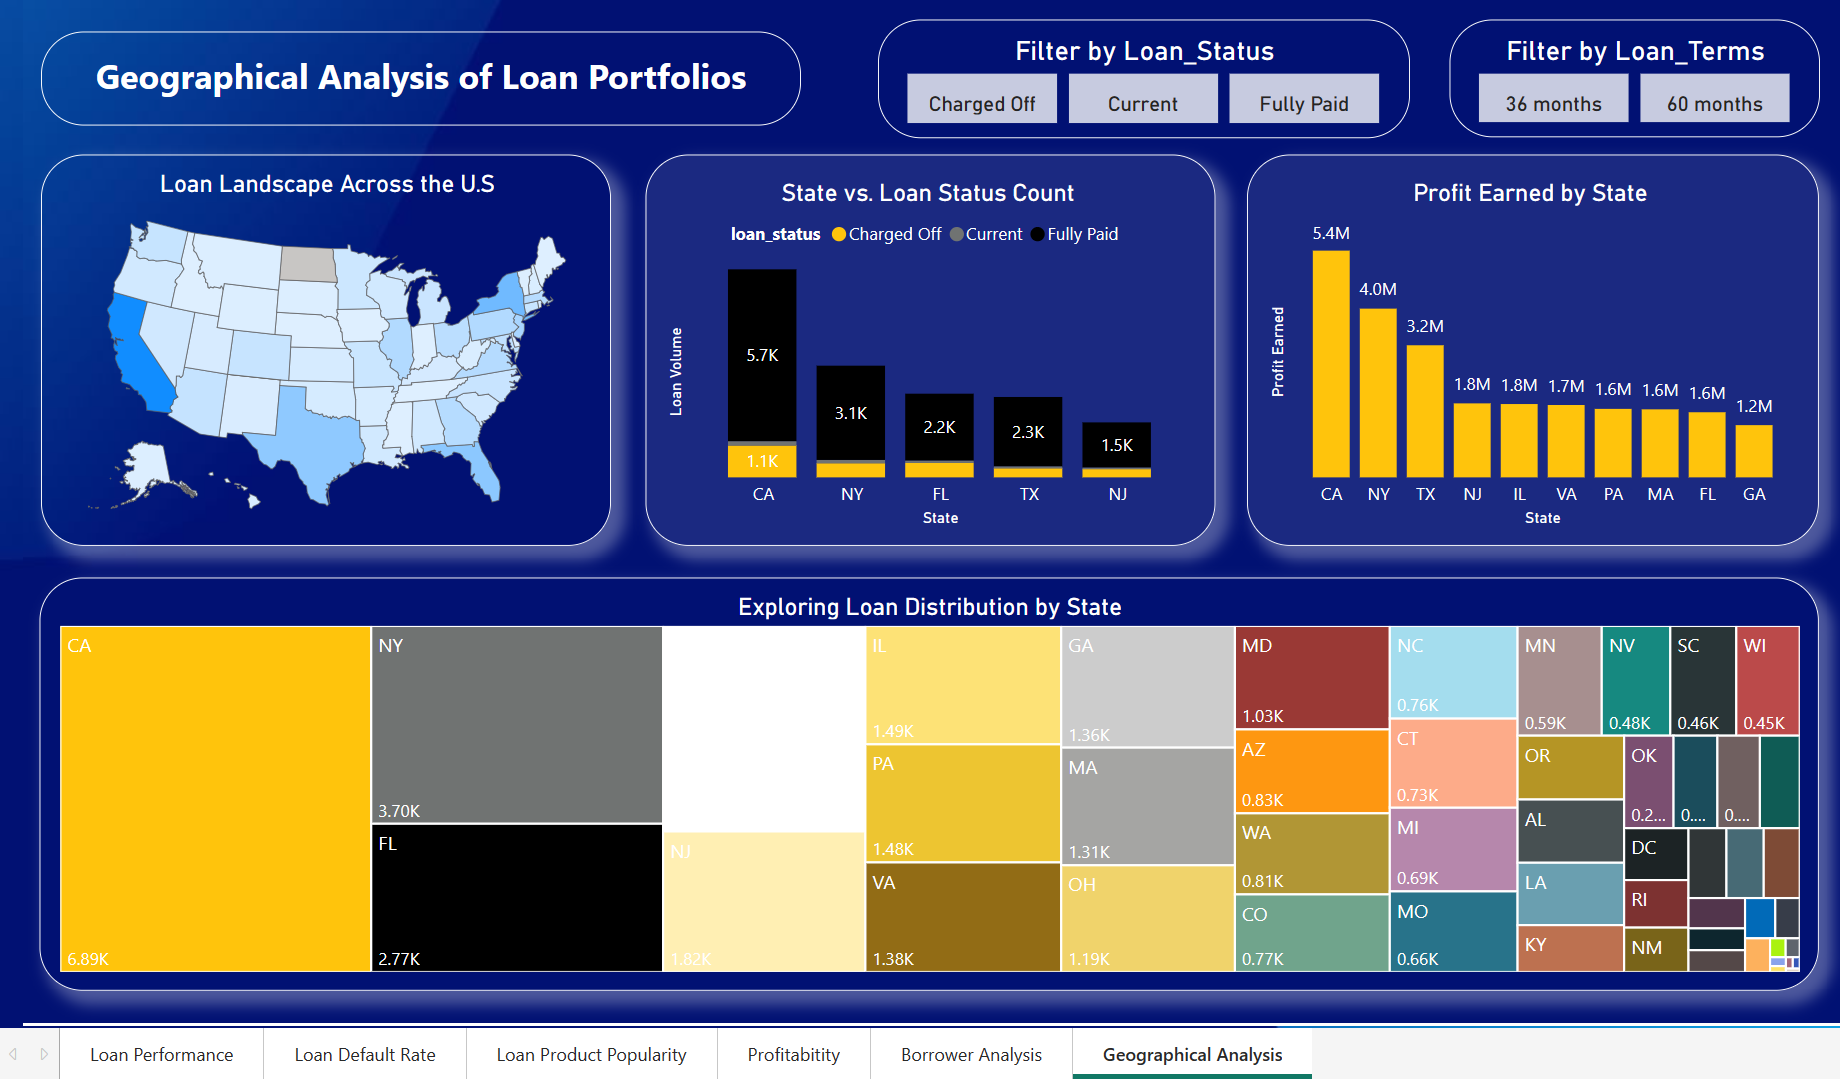 Geographical Analysis of Loan Portfolios
Filter by Loan_Status
Charged Off
Current
Fully Paid
Filter by Loan_Terms
36 months
60 months
Loan Landscape Across the U.S
State vs. Loan Status Count
loan_status Charged Off Current Fully Paid
Loan Volume
5.7K
1.1K
3.1K
2.2K
2.3K
1.5K
CA NY FL TX NJ
State
Profit Earned by State
Profit Earned
5.4M
4.0M
3.2M
1.8M
1.8M
1.7M
1.6M
1.6M
1.6M
1.2M
CA NY TX NJ IL VA PA MA FL GA
State
Exploring Loan Distribution by State
CA
6.89K
NY
3.70K
FL
2.77K
NJ
1.82K
IL
1.49K
PA
1.48K
VA
1.38K
GA
1.36K
MA
1.31K
OH
1.19K
MD
1.03K
AZ
0.83K
WA
0.81K
CO
0.77K
NC
0.76K
CT
0.73K
MI
0.69K
MO
0.66K
MN
0.59K
NV
0.48K
SC
0.46K
WI
0.45K
OR
AL
LA
KY
OK
0.2...
0....
0....
DC
RI
NM
Loan Performance
Loan Default Rate
Loan Product Popularity
Profitabitity
Borrower Analysis
Geographical Analysis